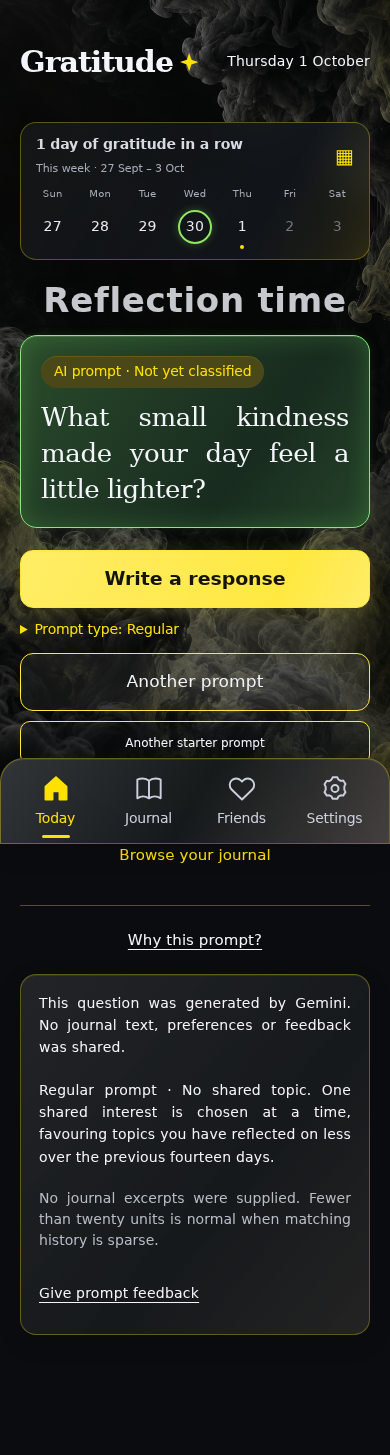 Gratitude
Thursday 1 October
1 day of gratitude in a row
This week · 27 Sept – 3 Oct
Sun Mon Tue Wed Thu Fri Sat
27 28 29 30 1 2 3
Reflection time
AI prompt · Not yet classified
What small kindness
made your day feel a
little lighter?
Write a response
Prompt type: Regular
Another prompt
Another starter prompt
Today Journal Friends Settings
Browse your journal
Why this prompt?
This question was generated by Gemini.
No journal text, preferences or feedback
was shared.
Regular prompt · No shared topic. One
shared interest is chosen at a time,
favouring topics you have reflected on less
over the previous fourteen days.
No journal excerpts were supplied. Fewer
than twenty units is normal when matching
history is sparse.
Give prompt feedback